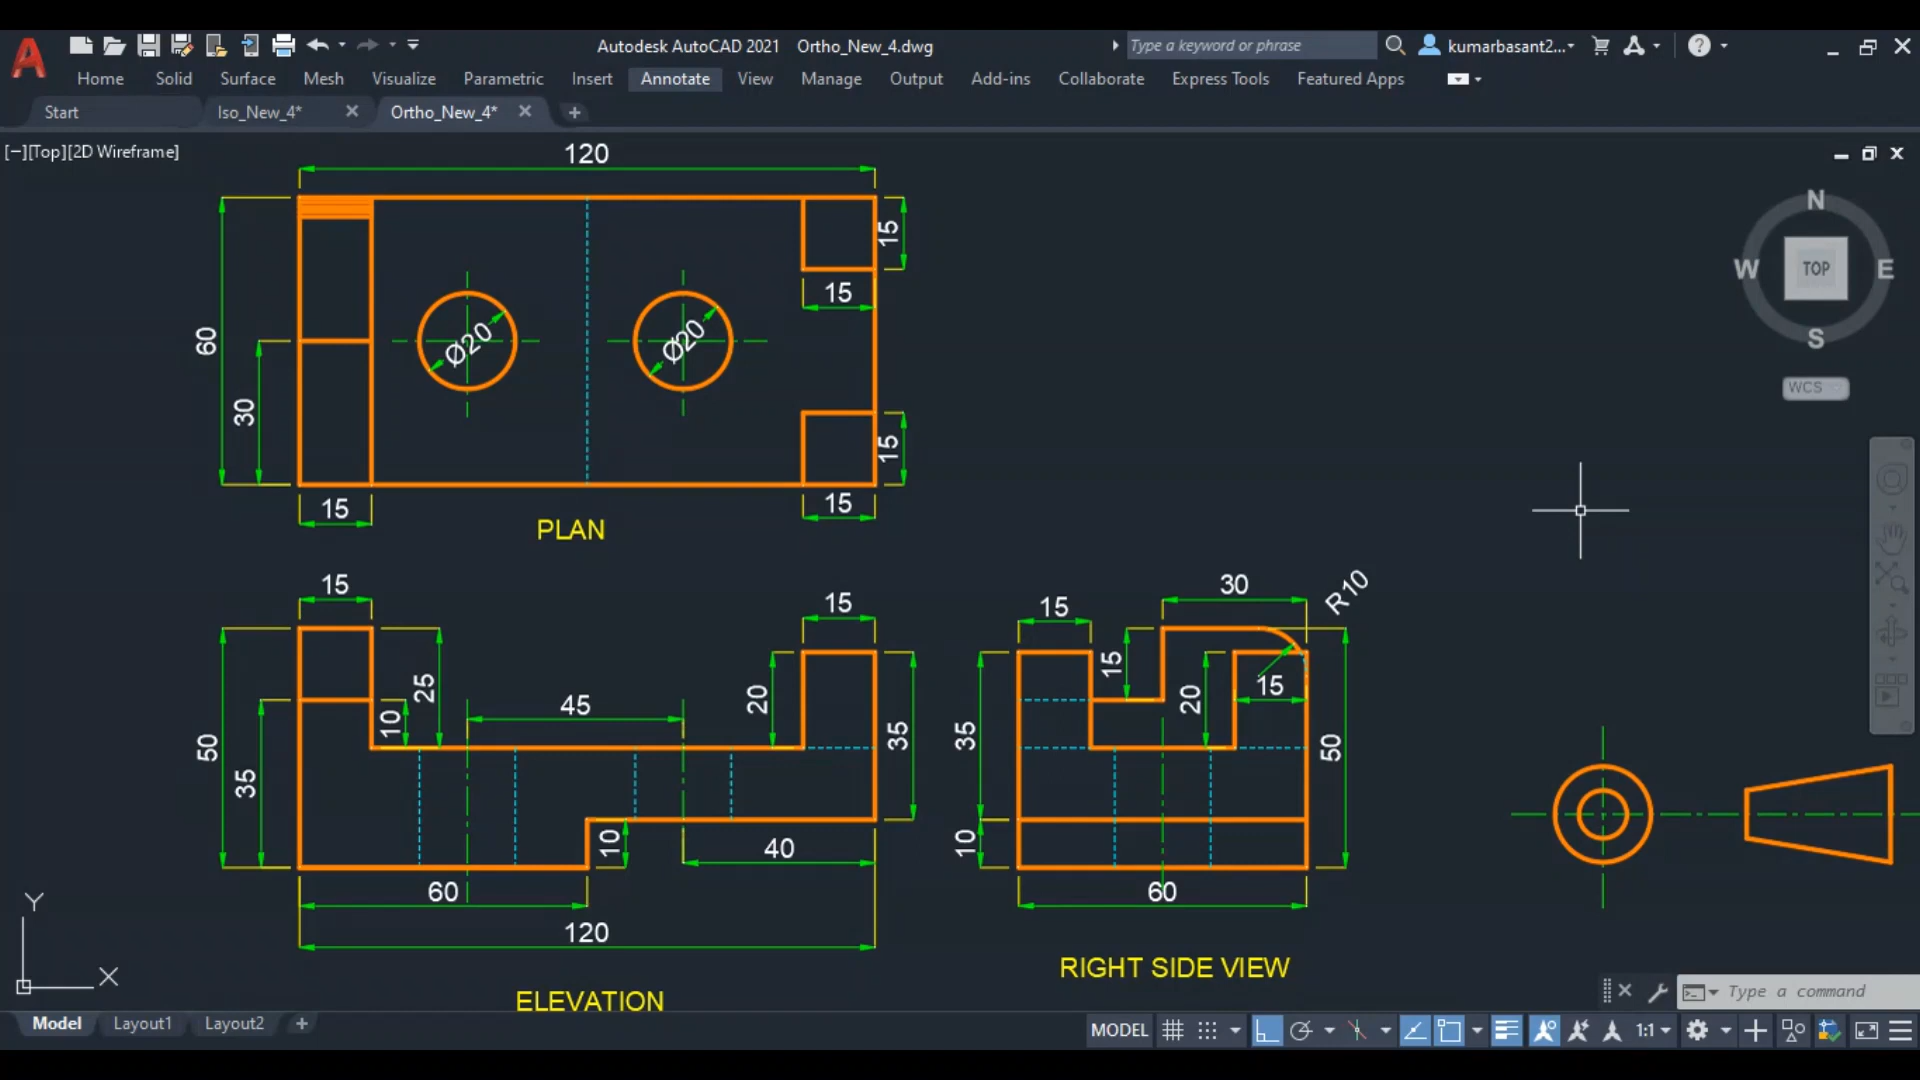 Autodesk AutoCAD 2021 Ortho_New_4.dwg
Type a keyword or phrase
kumarbasant2...
Home Solid Surface Mesh Visualize Parametric Insert Annotate View Manage Output Add-ins Collaborate Express Tools Featured Apps
Start Iso_New_4* Ortho_New_4*
[−][Top][2D Wireframe]
120
N
W TOP E
S
WCS
15
15
60
Ø20 Ø20
30
15
15
15
PLAN
15
15
25
10
45
20
35
50
35
10
40
60
120
ELEVATION
15
30
R10
15
20
15
35
50
10
60
RIGHT SIDE VIEW
Y
X
Type a command
Model Layout1 Layout2
MODEL 1:1